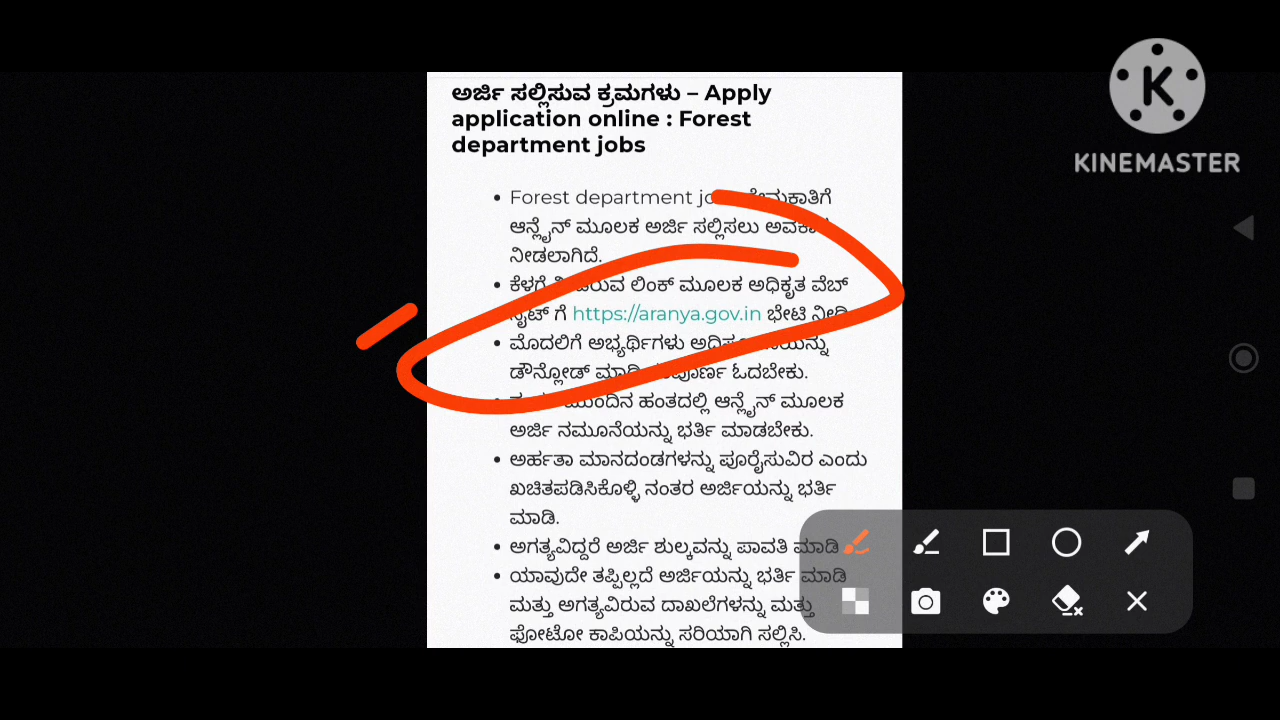 ಅರ್ಜಿ ಸಲ್ಲಿಸುವ ಕ್ರಮಗಳು – Apply
application online : Forest
department jobs
KINEMASTER
Forest department
ಆನ್ಲೈನ್ ಮೂಲಕ ಅರ್ಜಿ ಸಲ್ಲಿಸಲು
ನೀಡಲಾಗಿದೆ.
ಕೆಳಗೆ ಲಿಂಕ್ ಮೂಲಕ ಅಧಿಕೃತ ವೆಬ್
ಗೆ https://aranya.gov.in ಭೇಟಿ
ಮೊದಲಿಗೆ ಅಭ್ಯರ್ಥಿಗಳು
ಡೌನ್ಲೋಡ್ ಮಾಡಿ ಓದಬೇಕು.
ಹಂತದಲ್ಲಿ ಆನ್ಲೈನ್ ಮೂಲಕ
ಅರ್ಜಿ ನಮೂನೆಯನ್ನು ಭರ್ತಿ ಮಾಡಬೇಕು.
ಅರ್ಹತಾ ಮಾನದಂಡಗಳನ್ನು ಪೂರೈಸುವಿರ ಎಂದು
ಖಚಿತಪಡಿಸಿಕೊಳ್ಳಿ ನಂತರ ಅರ್ಜಿಯನ್ನು ಭರ್ತಿ
ಮಾಡಿ.
ಅಗತ್ಯವಿದ್ದರೆ ಅರ್ಜಿ ಶುಲ್ಕವನ್ನು ಪಾವತಿ ಮಾಡಿ
ಯಾವುದೇ ತಪ್ಪಿಲ್ಲದೆ ಅರ್ಜಿಯನ್ನು ಭರ್ತಿ ಮಾಡಿ
ಮತ್ತು ಅಗತ್ಯವಿರುವ ದಾಖಲೆಗಳನ್ನು ಮತ್ತು
ಫೋಟೋ ಕಾಪಿಯನ್ನು ಸರಿಯಾಗಿ ಸಲ್ಲಿಸಿ.